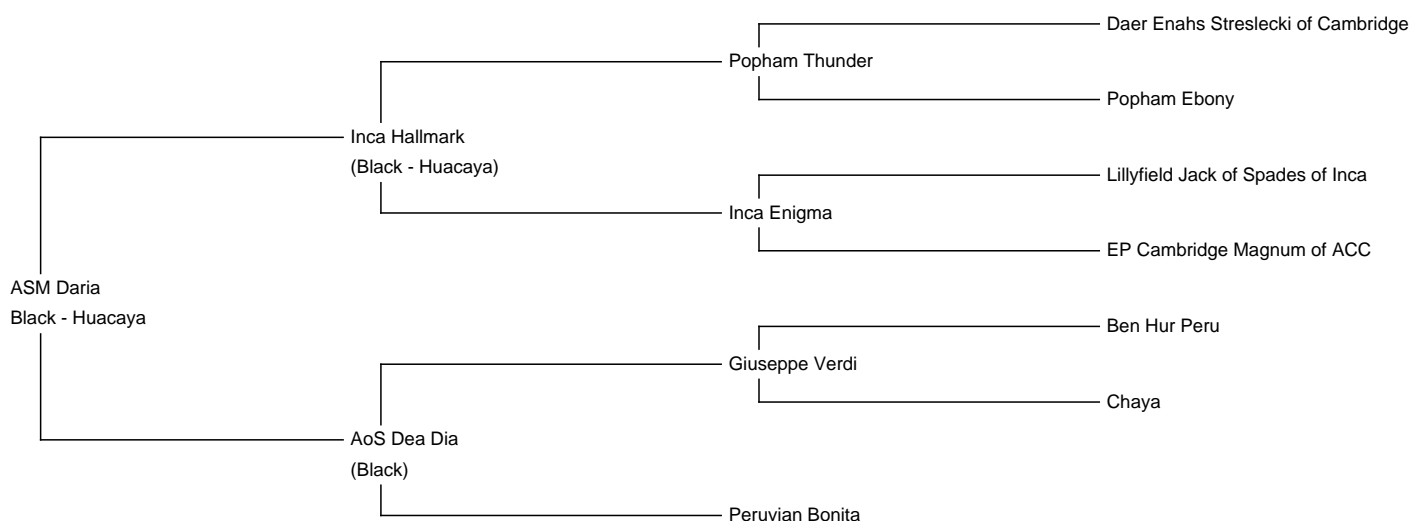 Daer Enahs Streslecki of Cambridge
Popham Thunder
Popham Ebony
Inca Hallmark
(Black - Huacaya)
Lillyfield Jack of Spades of Inca
Inca Enigma
EP Cambridge Magnum of ACC
ASM Daria
Black - Huacaya
Ben Hur Peru
Giuseppe Verdi
Chaya
AoS Dea Dia
(Black)
Peruvian Bonita